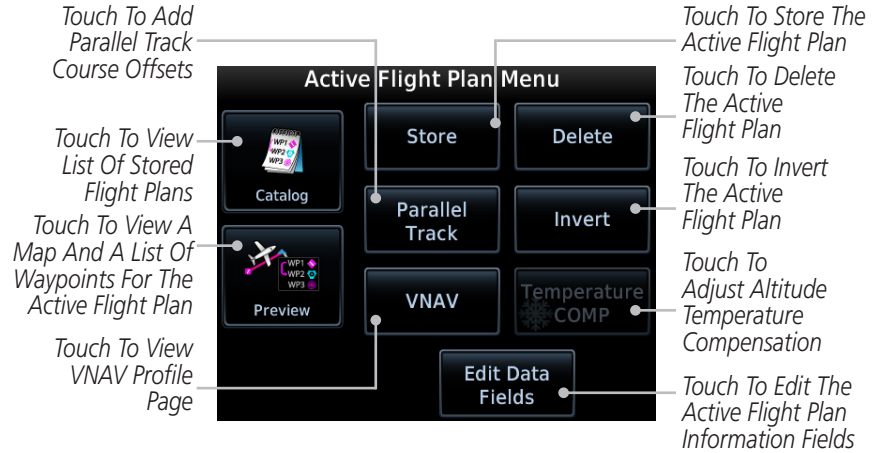 Touch To Add
Parallel Track
Course Offsets
Touch To View
List Of Stored
Flight Plans
Touch To View A
Map And A List Of
Waypoints For The
Active Flight Plan
Touch To View
VNAV Profile
Page
Active Flight Plan Menu
WP1
WP2
WP3
Catalog
Store
Delete
Parallel
Track
Invert
WP1
WP2
WP3
Preview
VNAV
Temperature
COMP
Edit Data
Fields
Touch To Store The
Active Flight Plan
Touch To Delete
The Active
Flight Plan
Touch To Invert
The Active
Flight Plan
Touch To
Adjust Altitude
Temperature
Compensation
Touch To Edit The
Active Flight Plan
Information Fields